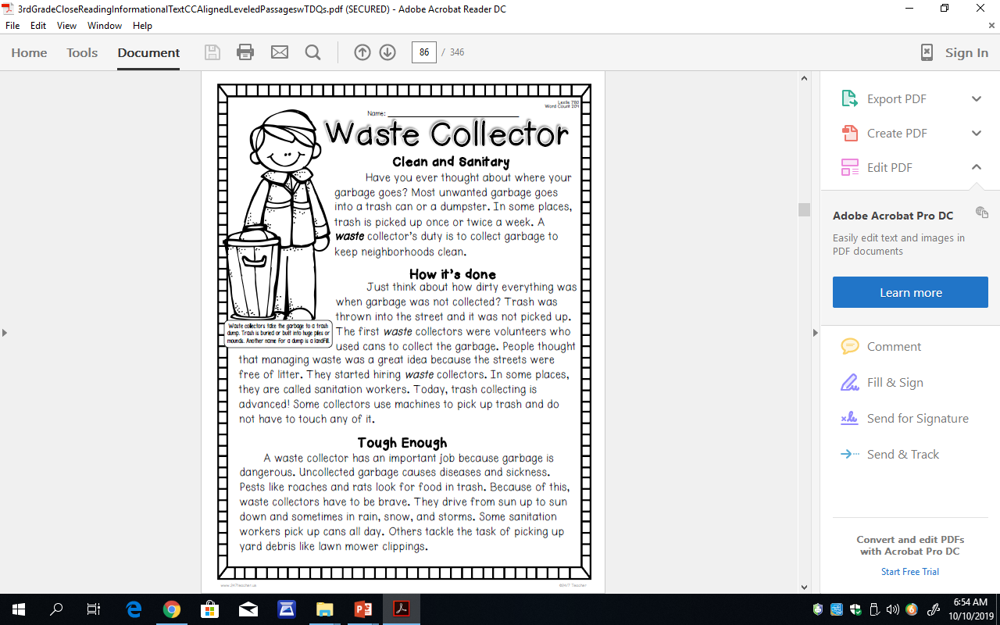 3rdGradeCloseReadingInformationalTextCCAlignedLeveledPassageswTDQs.pdf (SECURED) - Adobe Acrobat Reader DC
File Edit View Window Help
Home Tools Document 86 / 346 Sign In
Lexile 780
Word Count 204
Name:
Waste Collector
Clean and Sanitary
Have you ever thought about where your
garbage goes? Most unwanted garbage goes
into a trash can or a dumpster. In some places,
trash is picked up once or twice a week. A
waste collector's duty is to collect garbage to
keep neighborhoods clean.
How it's done
Just think about how dirty everything was
when garbage was not collected? Trash was
thrown into the street and it was not picked up.
The first waste collectors were volunteers who
used cans to collect the garbage. People thought
that managing waste was a great idea because the streets were
free of litter. They started hiring waste collectors. In some places,
they are called sanitation workers. Today, trash collecting is
advanced! Some collectors use machines to pick up trash and do
not have to touch any of it.
Waste collectors take the garbage to a trash
dump. Trash is buried or built into huge piles or
mounds. Another name for a dump is a landfill.
Tough Enough
A waste collector has an important job because garbage is
dangerous. Uncollected garbage causes diseases and sickness.
Pests like roaches and rats look for food in trash. Because of this,
waste collectors have to be brave. They drive from sun up to sun
down and sometimes in rain, snow, and storms. Some sanitation
workers pick up cans all day. Others tackle the task of picking up
yard debris like lawn mower clippings.
www.247teacher.us ©24/7 Teacher
Export PDF
Create PDF
Edit PDF
Adobe Acrobat Pro DC
Easily edit text and images in
PDF documents
Learn more
Comment
Fill & Sign
Send for Signature
Send & Track
Convert and edit PDFs
with Acrobat Pro DC
Start Free Trial
6:54 AM
10/10/2019